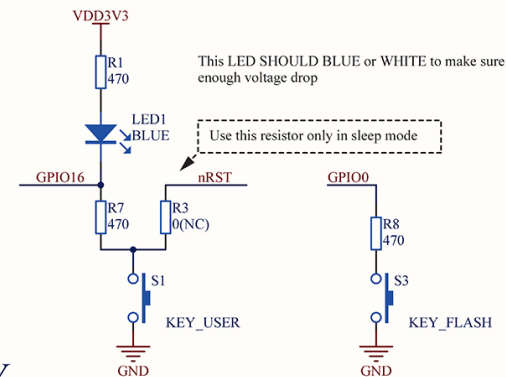 VDD3V3
R1
470
This LED SHOULD BLUE or WHITE to make sure
enough voltage drop
LED1
BLUE
Use this resistor only in sleep mode
GPIO16
nRST
GPIO0
R7
470
R3
0(NC)
R8
470
S1
KEY_USER
S3
KEY_FLASH
GND
GND